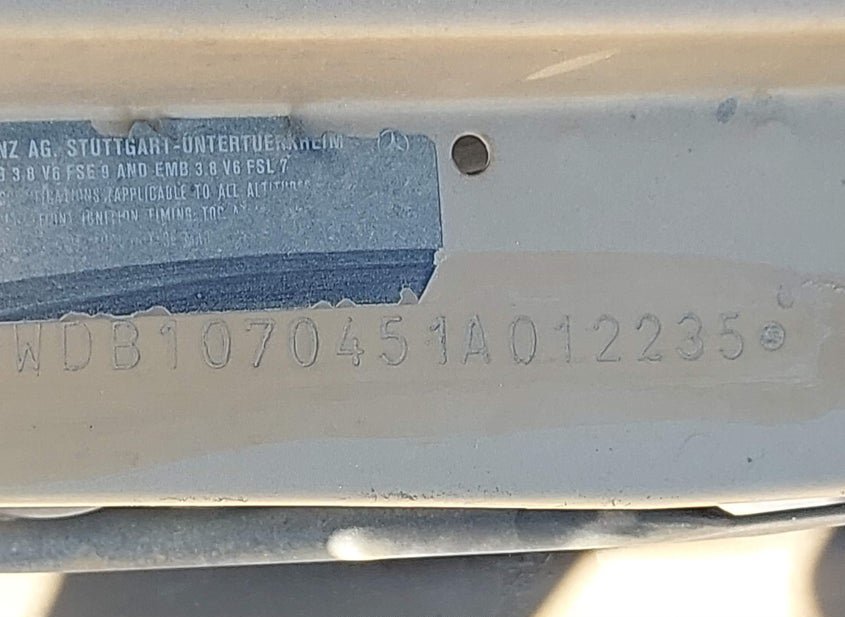 NZ AG. STUTTGART-UNTERTUERKHEIM
3.8 V6 FSE 9 AND EMB 3.8 V6 FSL 7
APPLICABLE TO ALL ALTITUDES
IGNITION TIMING: TDC
WDB1070451A012235